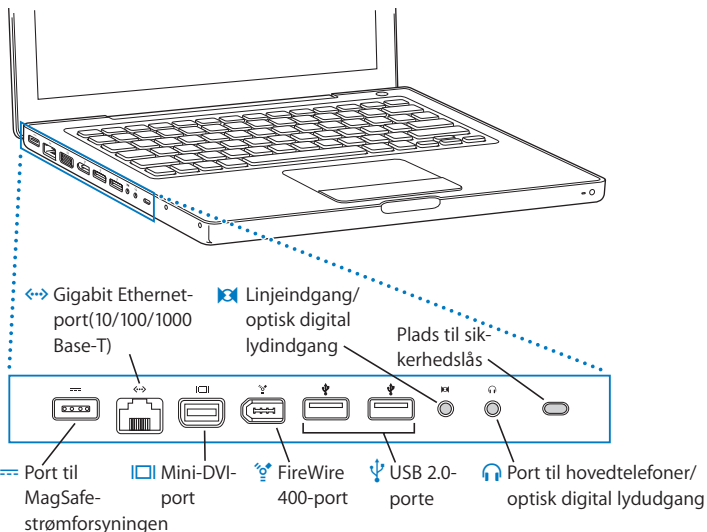 Gigabit Ethernet-
port(10/100/1000
Base-T)
Linjeindgang/
optisk digital
lydindgang
Plads til sik-
kerhedslås
Port til
MagSafe-
strømforsyningen
Mini-DVI-
port
FireWire
400-port
USB 2.0-
porte
Port til hovedtelefoner/
optisk digital lydudgang